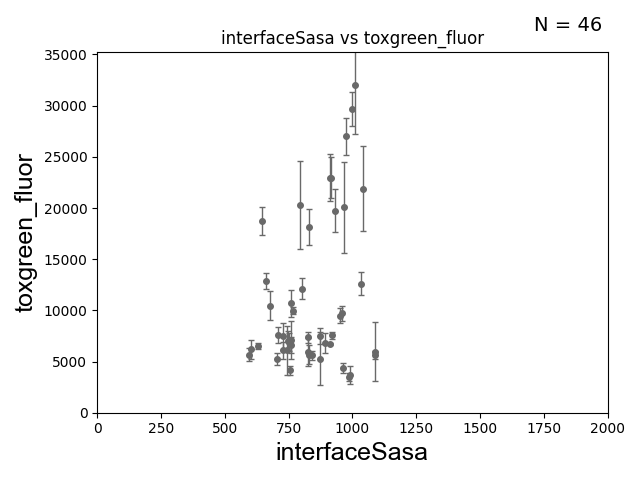 N = 46
interfaceSasa vs toxgreen_fluor
35000
30000
25000
20000
15000
10000
5000
0
toxgreen_fluor
0 250 500 750 1000 1250 1500 1750 2000
interfaceSasa